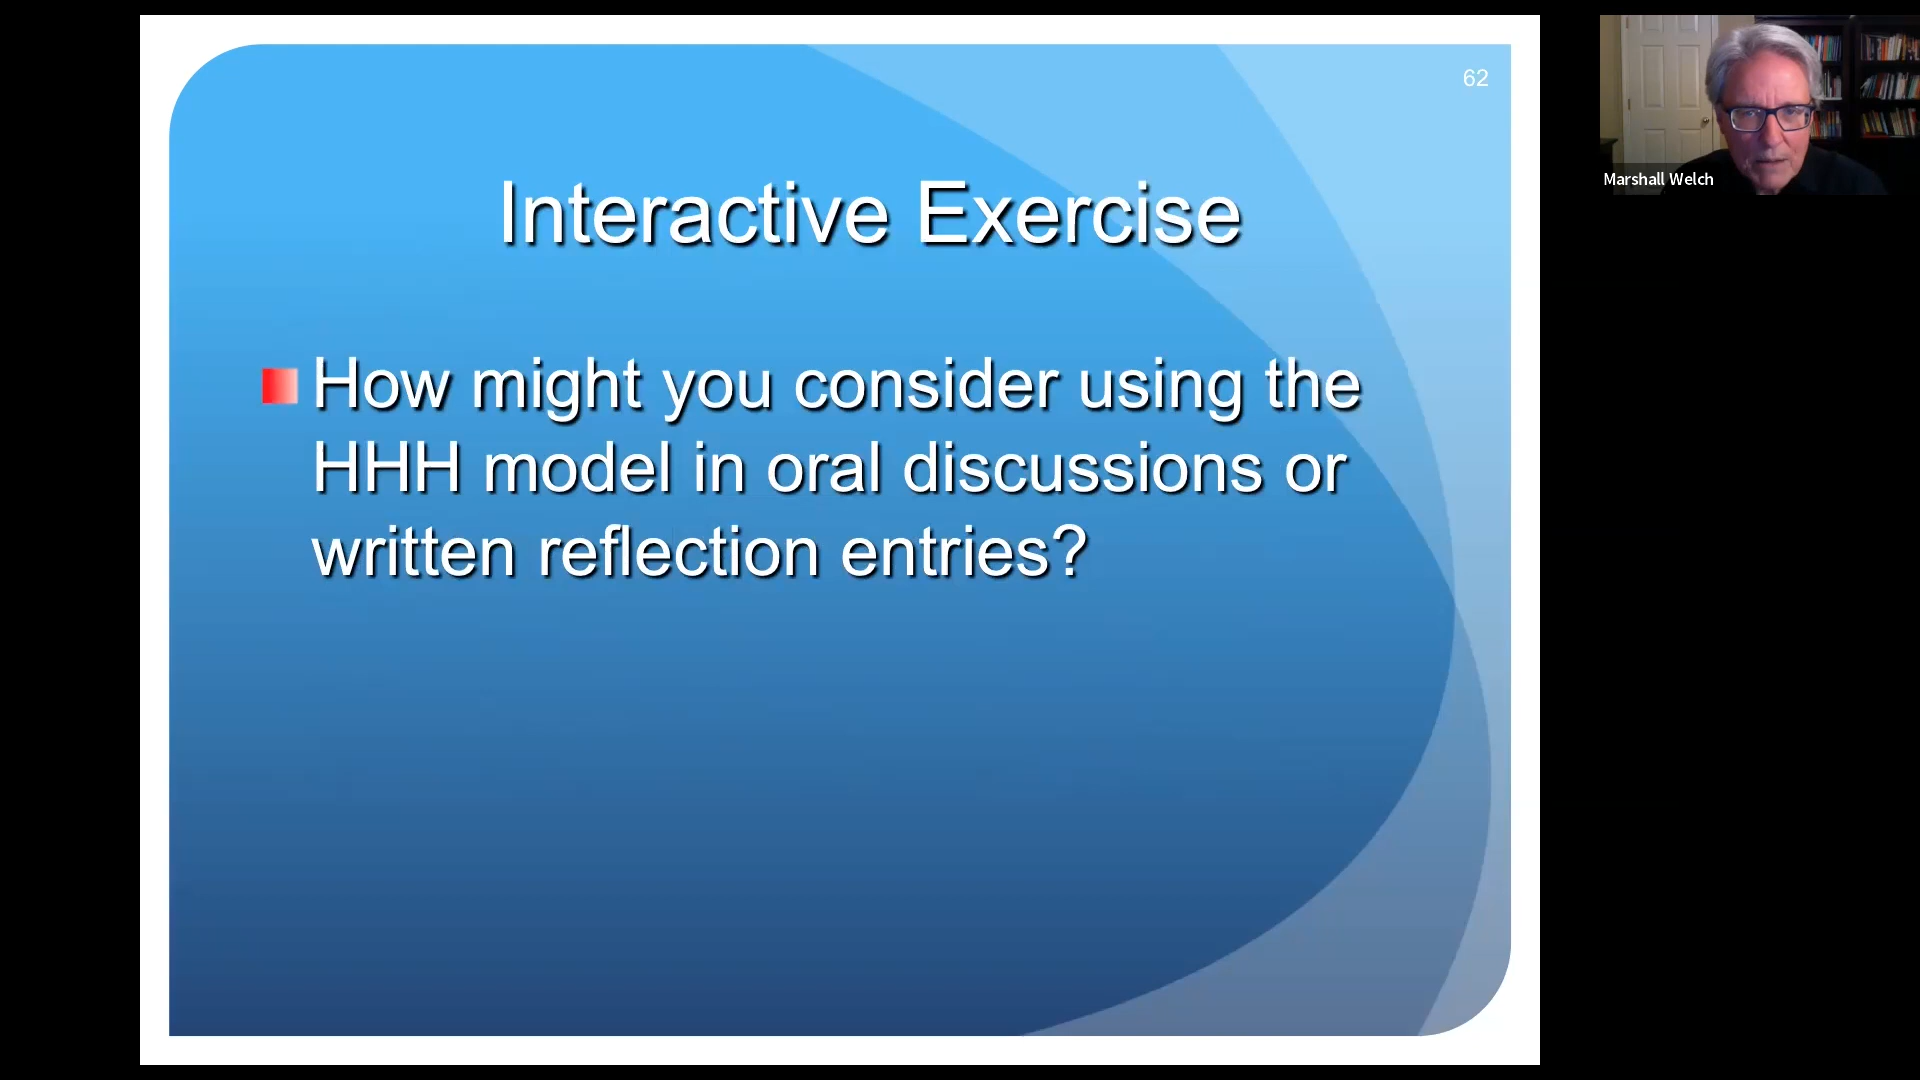 62
Marshall Welch
Interactive Exercise
How might you consider using the
HHH model in oral discussions or
written reflection entries?